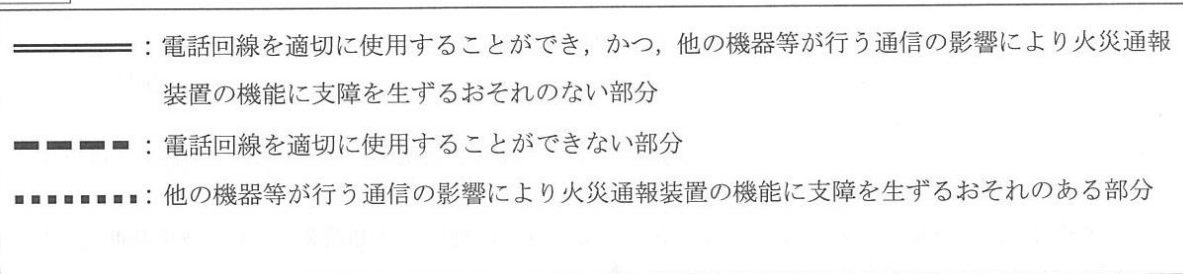 ：電話回線を適切に使用することができ，かつ，他の機器等が行う通信の影響により火災通報
装置の機能に支障を生ずるおそれのない部分
：電話回線を適切に使用することができない部分
：他の機器等が行う通信の影響により火災通報装置の機能に支障を生ずるおそれのある部分